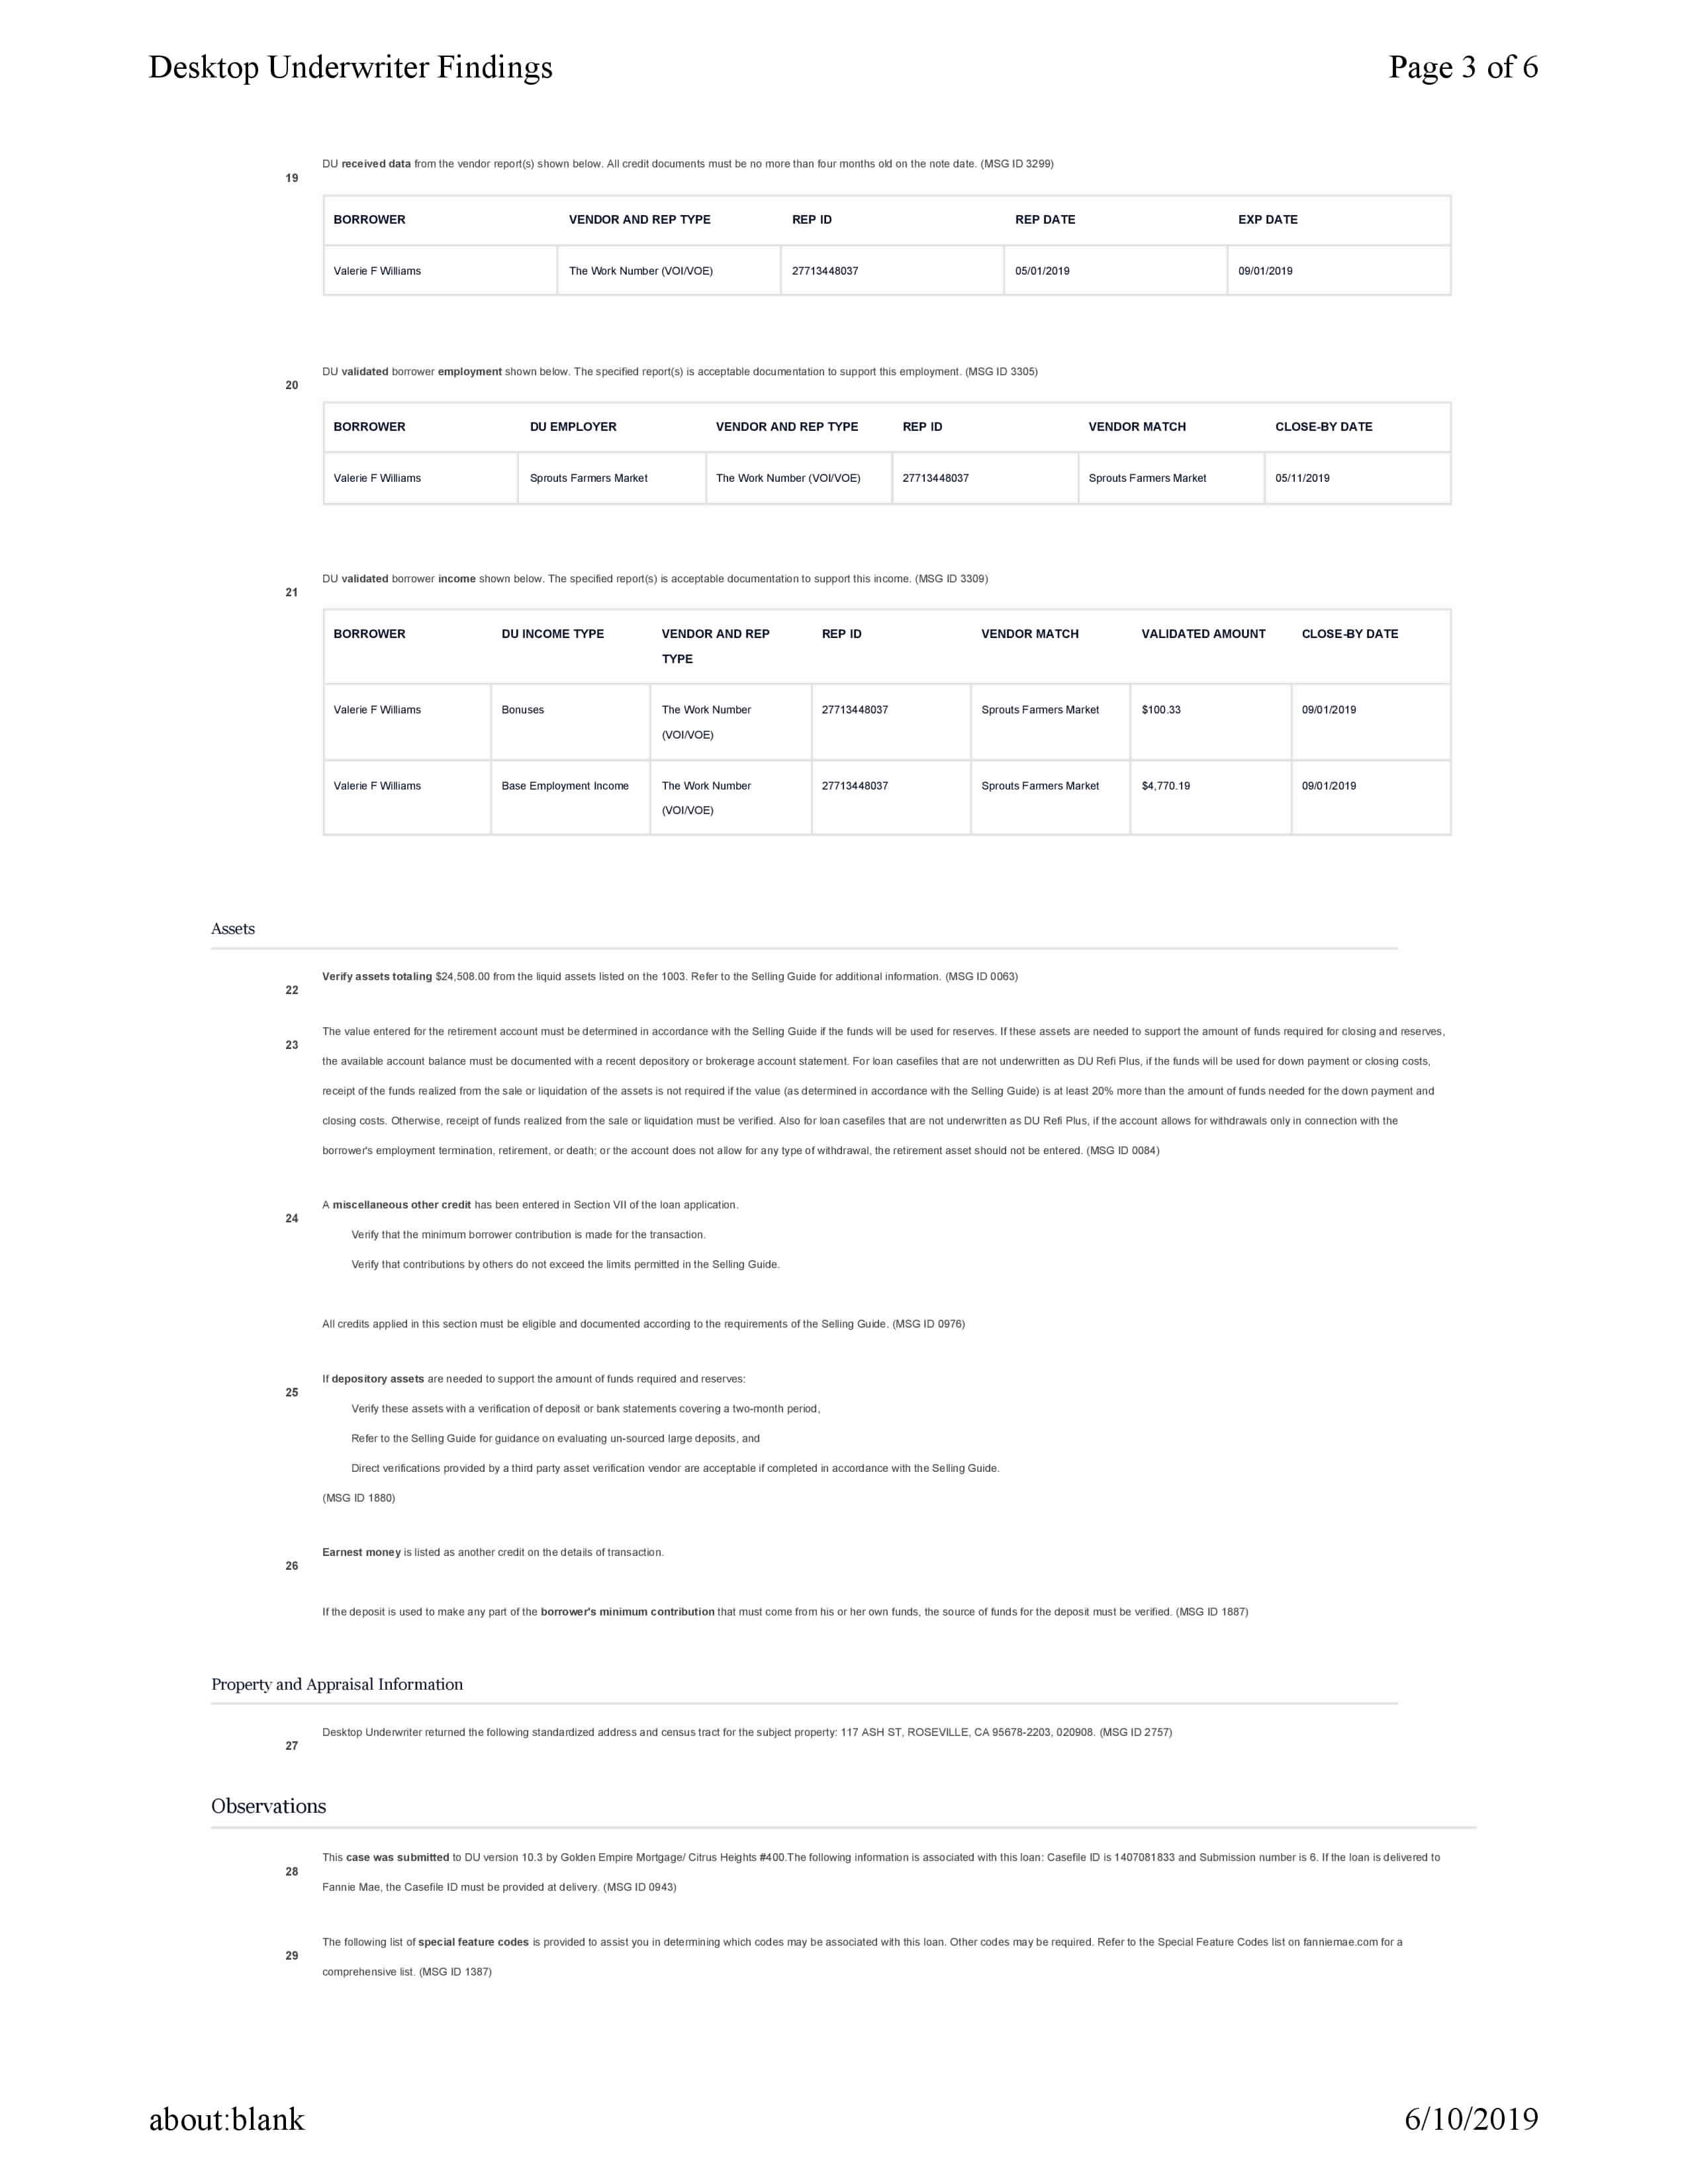 Desktop Underwriter Findings Page 3 of 6
19 DU received data from the vendor report(s) shown below. All credit documents must be no more than four months old on the note date. (MSG ID 3299)
BORROWER VENDOR AND REP TYPE REP ID REP DATE EXP DATE
Valerie F Williams The Work Number (VOI/VOE) 27713448037 05/01/2019 09/01/2019
20 DU validated borrower employment shown below. The specified report(s) is acceptable documentation to support this employment. (MSG ID 3305)
BORROWER DU EMPLOYER VENDOR AND REP TYPE REP ID VENDOR MATCH CLOSE-BY DATE
Valerie F Williams Sprouts Farmers Market The Work Number (VOI/VOE) 27713448037 Sprouts Farmers Market 05/11/2019
21 DU validated borrower income shown below. The specified report(s) is acceptable documentation to support this income. (MSG ID 3309)
BORROWER DU INCOME TYPE VENDOR AND REP REP ID VENDOR MATCH VALIDATED AMOUNT CLOSE-BY DATE
TYPE
Valerie F Williams Bonuses The Work Number 27713448037 Sprouts Farmers Market $100.33 09/01/2019
(VOI/VOE)
Valerie F Williams Base Employment Income The Work Number 27713448037 Sprouts Farmers Market $4,770.19 09/01/2019
(VOI/VOE)
Assets
22 Verify assets totaling $24,508.00 from the liquid assets listed on the 1003. Refer to the Selling Guide for additional information. (MSG ID 0063)
23 The value entered for the retirement account must be determined in accordance with the Selling Guide if the funds will be used for reserves. If these assets are needed to support the amount of funds required for closing and reserves,
the available account balance must be documented with a recent depository or brokerage account statement. For loan casefiles that are not underwritten as DU Refi Plus, if the funds will be used for down payment or closing costs,
receipt of the funds realized from the sale or liquidation of the assets is not required if the value (as determined in accordance with the Selling Guide) is at least 20% more than the amount of funds needed for the down payment and
closing costs. Otherwise, receipt of funds realized from the sale or liquidation must be verified. Also for loan casefiles that are not underwritten as DU Refi Plus, if the account allows for withdrawals only in connection with the
borrower's employment termination, retirement, or death; or the account does not allow for any type of withdrawal, the retirement asset should not be entered. (MSG ID 0084)
24 A miscellaneous other credit has been entered in Section VII of the loan application.
Verify that the minimum borrower contribution is made for the transaction.
Verify that contributions by others do not exceed the limits permitted in the Selling Guide.
All credits applied in this section must be eligible and documented according to the requirements of the Selling Guide. (MSG ID 0976)
25 If depository assets are needed to support the amount of funds required and reserves:
Verify these assets with a verification of deposit or bank statements covering a two-month period,
Refer to the Selling Guide for guidance on evaluating un-sourced large deposits, and
Direct verifications provided by a third party asset verification vendor are acceptable if completed in accordance with the Selling Guide.
(MSG ID 1880)
26 Earnest money is listed as another credit on the details of transaction.
If the deposit is used to make any part of the borrower's minimum contribution that must come from his or her own funds, the source of funds for the deposit must be verified. (MSG ID 1887)
Property and Appraisal Information
27 Desktop Underwriter returned the following standardized address and census tract for the subject property: 117 ASH ST, ROSEVILLE, CA 95678-2203, 020908. (MSG ID 2757)
Observations
28 This case was submitted to DU version 10.3 by Golden Empire Mortgage/ Citrus Heights #400.The following information is associated with this loan: Casefile ID is 1407081833 and Submission number is 6. If the loan is delivered to
Fannie Mae, the Casefile ID must be provided at delivery. (MSG ID 0943)
29 The following list of special feature codes is provided to assist you in determining which codes may be associated with this loan. Other codes may be required. Refer to the Special Feature Codes list on fanniemae.com for a
comprehensive list. (MSG ID 1387)
about:blank 6/10/2019